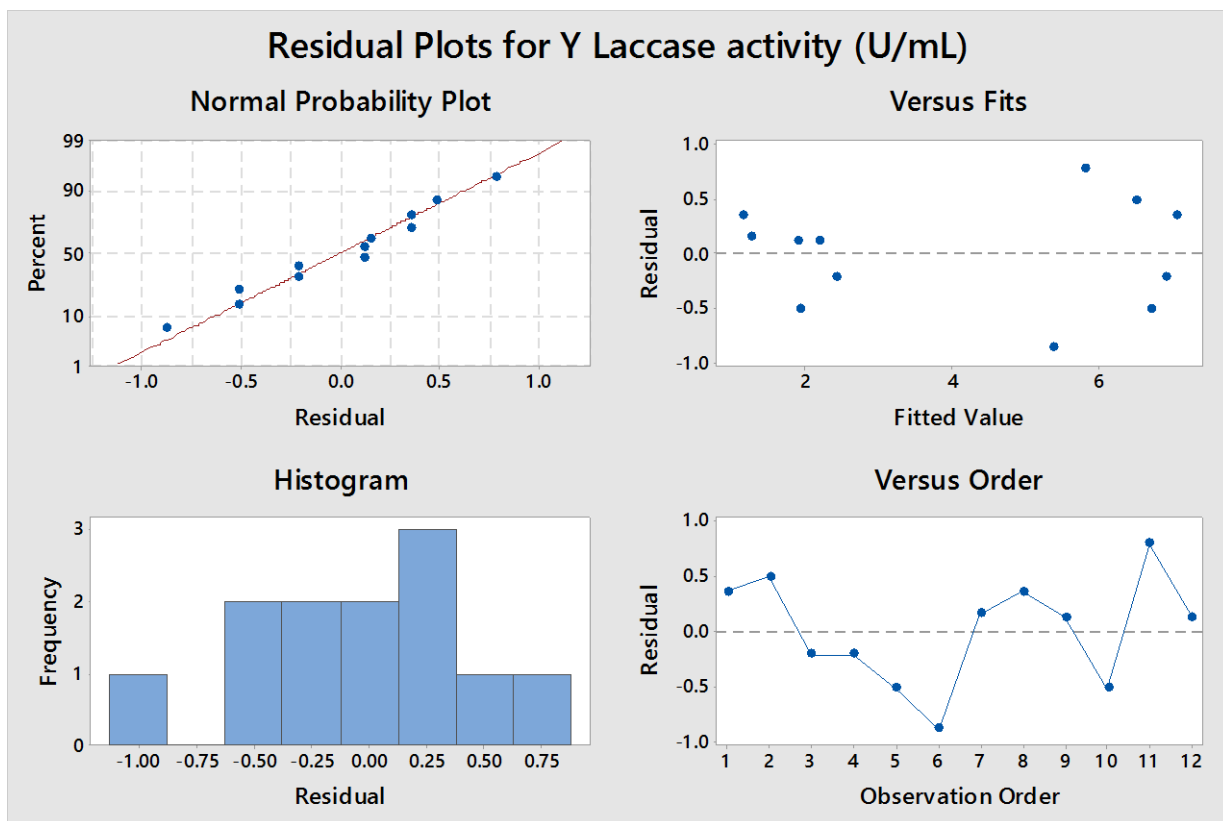 Residual Plots for Y Laccase activity (U/mL)
Normal Probability Plot
99
90
50
10
1
Percent
-1.0 -0.5 0.0 0.5 1.0
Residual
Versus Fits
1.0
0.5
0.0
-0.5
-1.0
Residual
2 4 6
Fitted Value
Histogram
3
2
1
0
Frequency
-1.00 -0.75 -0.50 -0.25 0.00 0.25 0.50 0.75
Residual
Versus Order
1.0
0.5
0.0
-0.5
-1.0
Residual
1 2 3 4 5 6 7 8 9 10 11 12
Observation Order